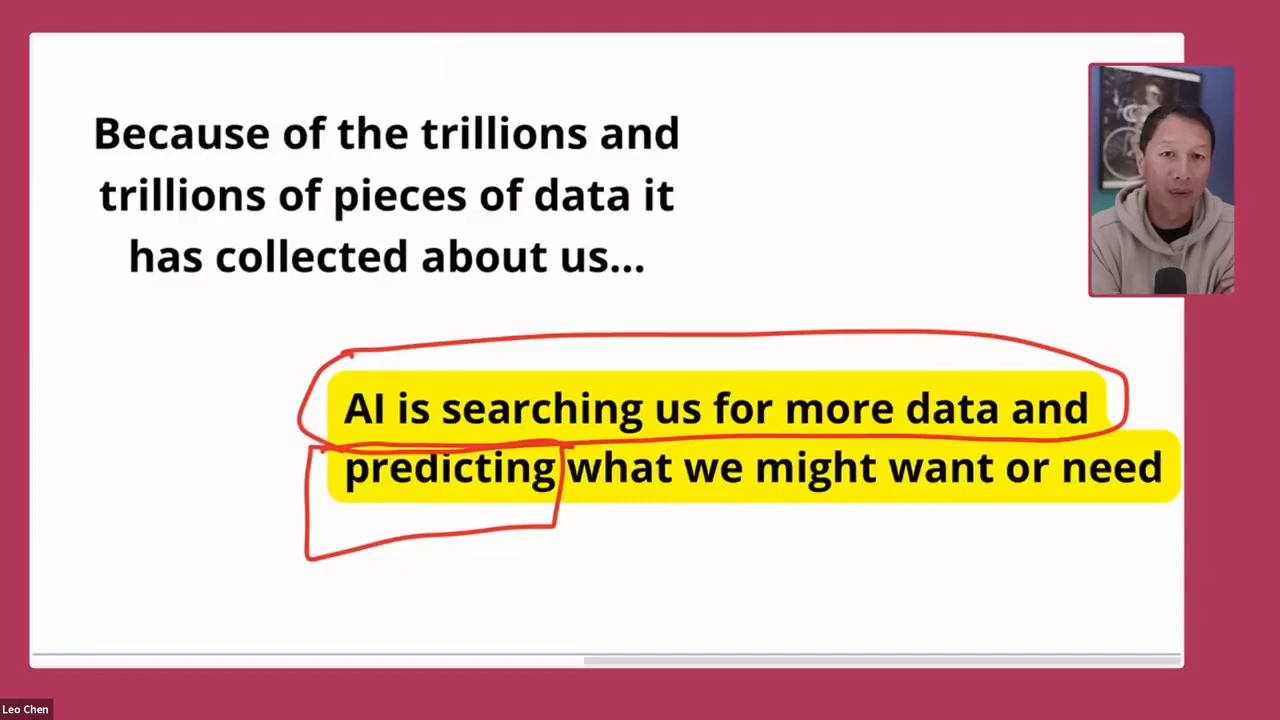 Because of the trillions and
trillions of pieces of data it
has collected about us...
AI is searching us for more data and
predicting what we might want or need
Leo Chen